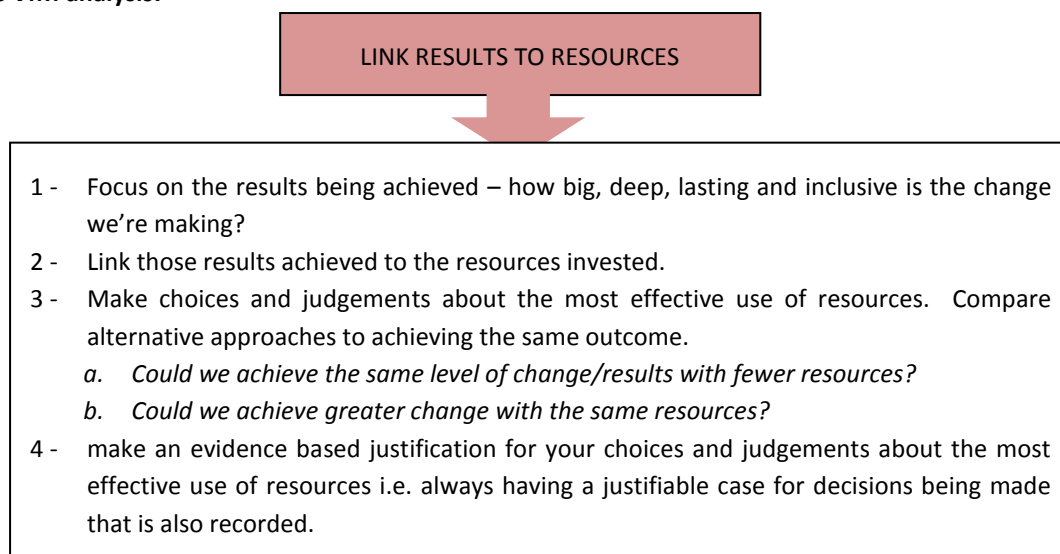 VfM analysis.
LINK RESULTS TO RESOURCES
1 - Focus on the results being achieved – how big, deep, lasting and inclusive is the change
we're making?
2 - Link those results achieved to the resources invested.
3 - Make choices and judgements about the most effective use of resources. Compare
alternative approaches to achieving the same outcome.
a. Could we achieve the same level of change/results with fewer resources?
b. Could we achieve greater change with the same resources?
4 - make an evidence based justification for your choices and judgements about the most
effective use of resources i.e. always having a justifiable case for decisions being made
that is also recorded.